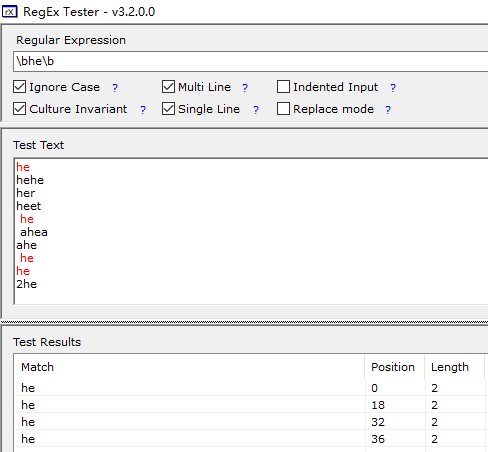 rX RegEx Tester - v3.2.0.0
Regular Expression
\bhe\b
Ignore Case ? Multi Line ? Indented Input ?
Culture Invariant ? Single Line ? Replace mode ?
Test Text
he
hehe
her
heet
he
ahea
ahe
he
he
2he
Test Results
Match Position Length
he 0 2
he 18 2
he 32 2
he 36 2